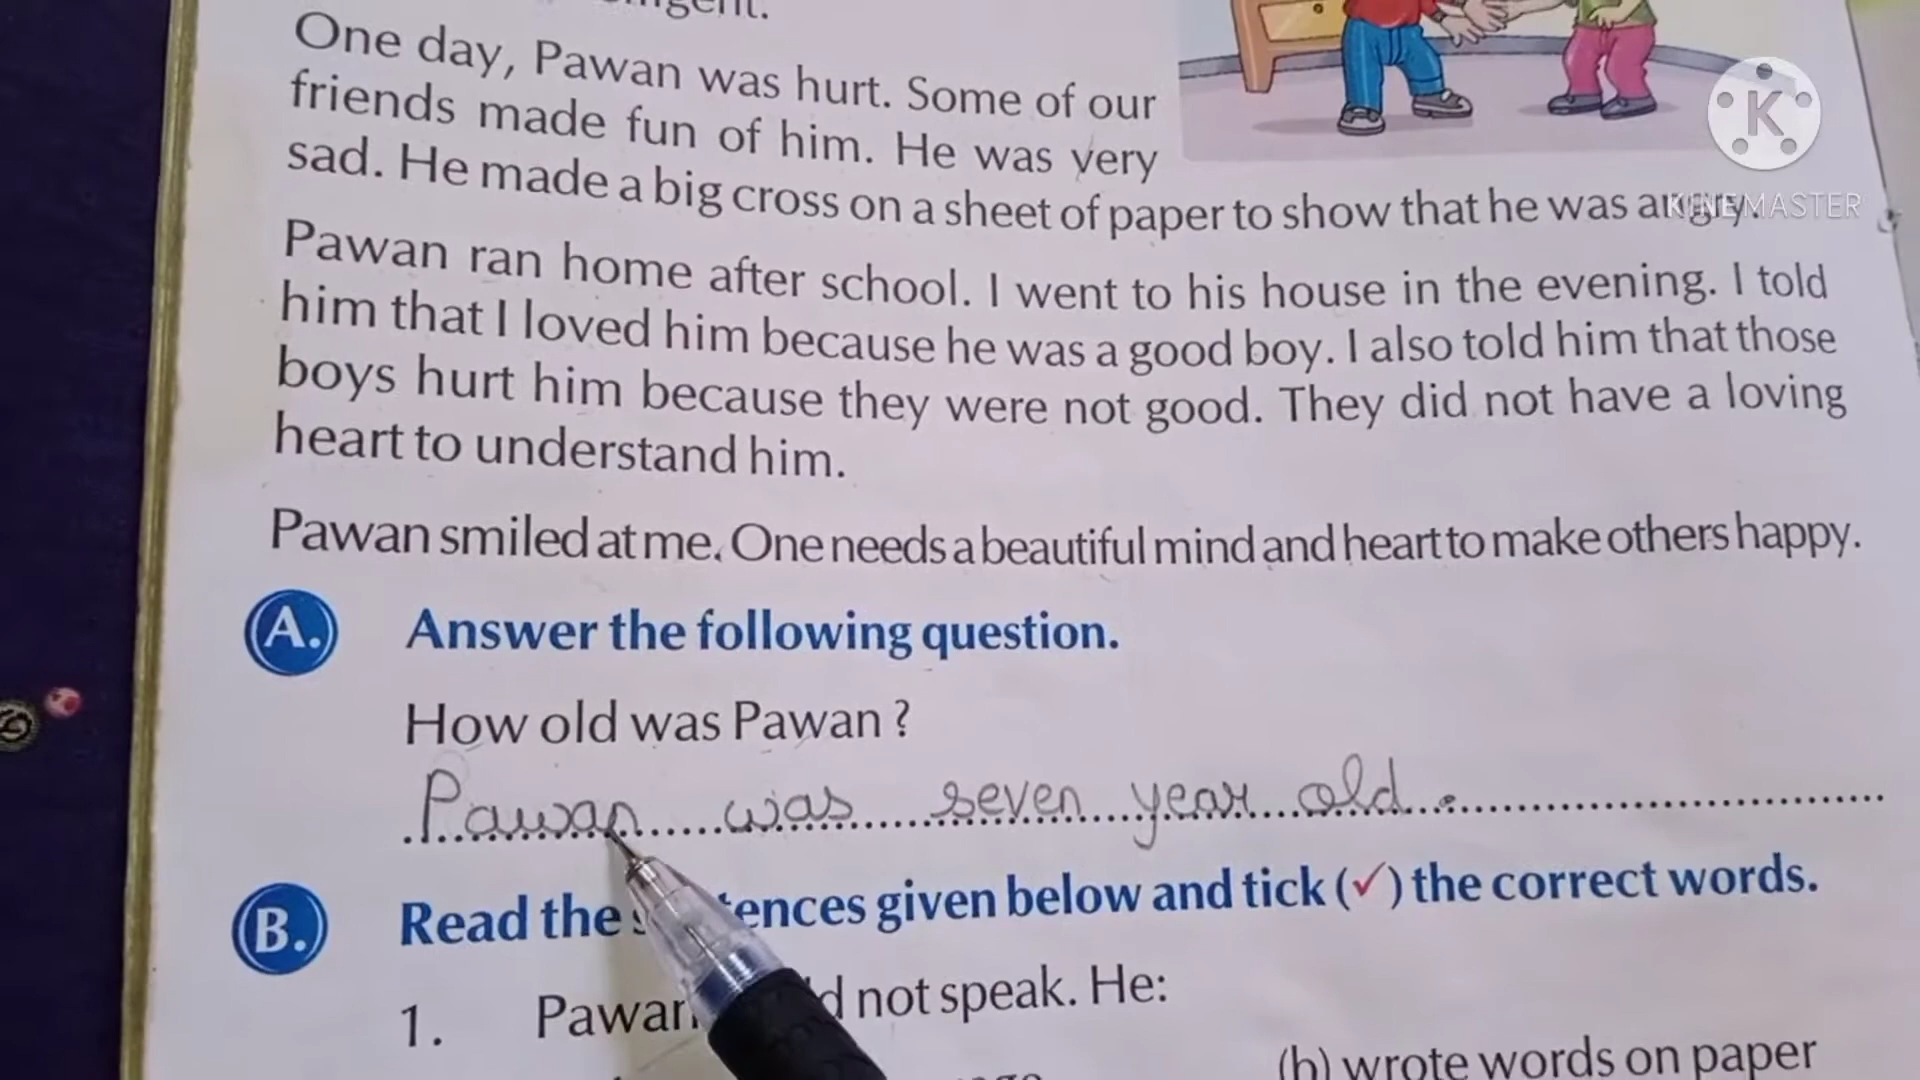 One day, Pawan was hurt. Some of our
friends made fun of him. He was very
sad. He made a big cross on a sheet of paper to show that he was angry.
K
KINEMASTER
Pawan ran home after school. I went to his house in the evening. I told
him that I loved him because he was a good boy. I also told him that those
boys hurt him because they were not good. They did not have a loving
heart to understand him.
Pawan smiled at me. One needs a beautiful mind and heart to make others happy.
A. Answer the following question.
How old was Pawan ?
Pawan was seven year old.
B. Read the sentences given below and tick (✓) the correct words.
1. Pawan not speak. He:
(b) wrote words on paper